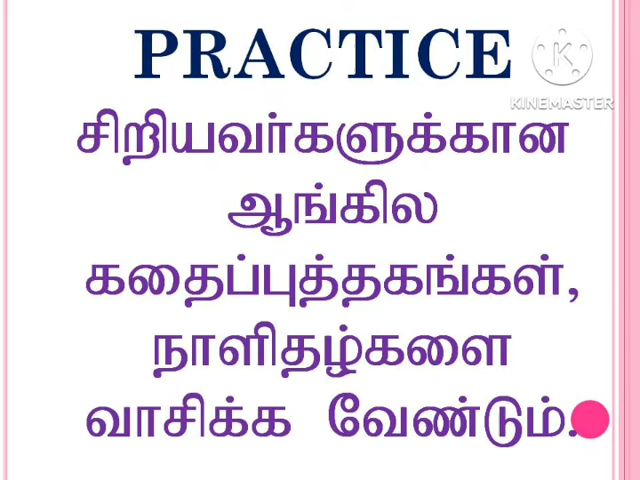 PRACTICE
KINEMASTER
சிறியவர்களுக்கான
ஆங்கில
கதைப்புத்தகங்கள்,
நாளிதழ்களை
வாசிக்க வேண்டும்.